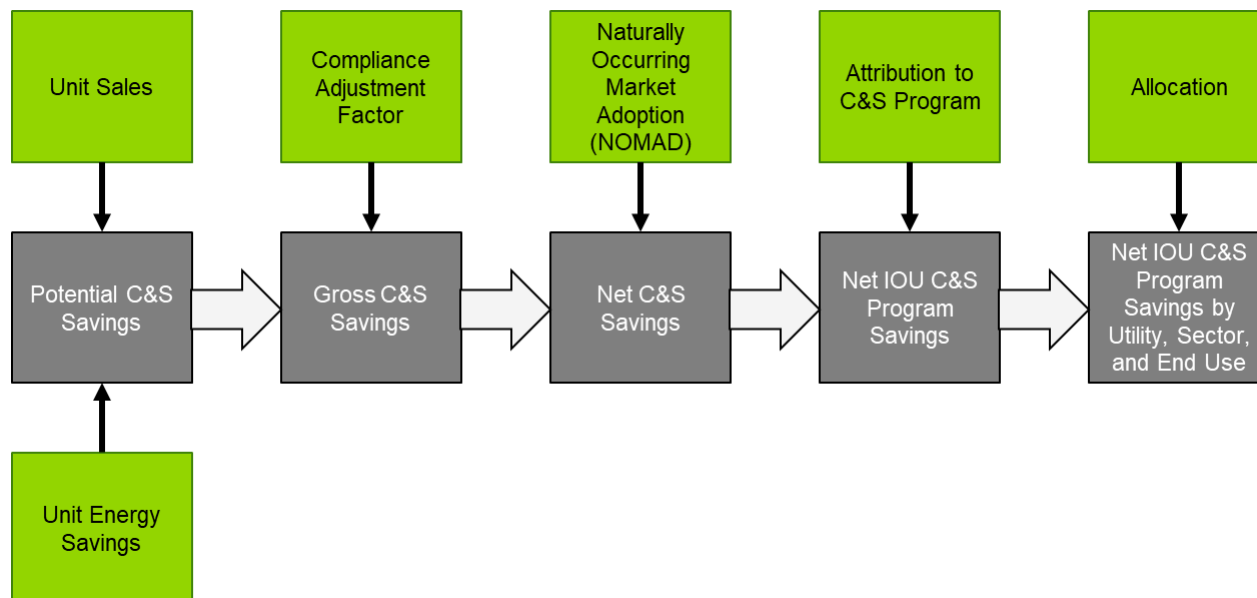 Unit Sales
Compliance
Adjustment
Factor
Naturally
Occurring
Market
Adoption
(NOMAD)
Attribution to
C&S Program
Allocation
Potential C&S
Savings
Gross C&S
Savings
Net C&S
Savings
Net IOU C&S
Program
Savings
Net IOU C&S
Program
Savings by
Utility, Sector,
and End Use
Unit Energy
Savings